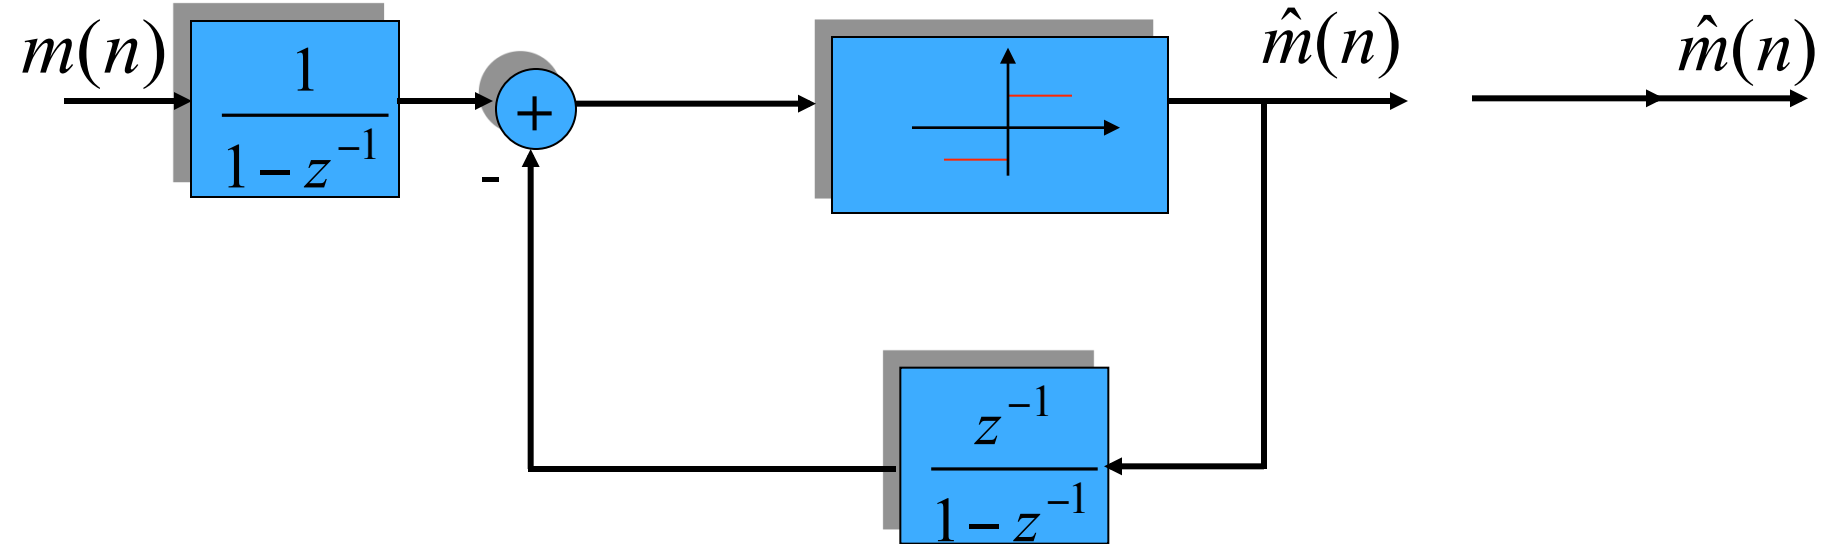 m(n)
1
1 − z⁻¹
+
-
m̂(n)
m̂(n)
z⁻¹
1 − z⁻¹